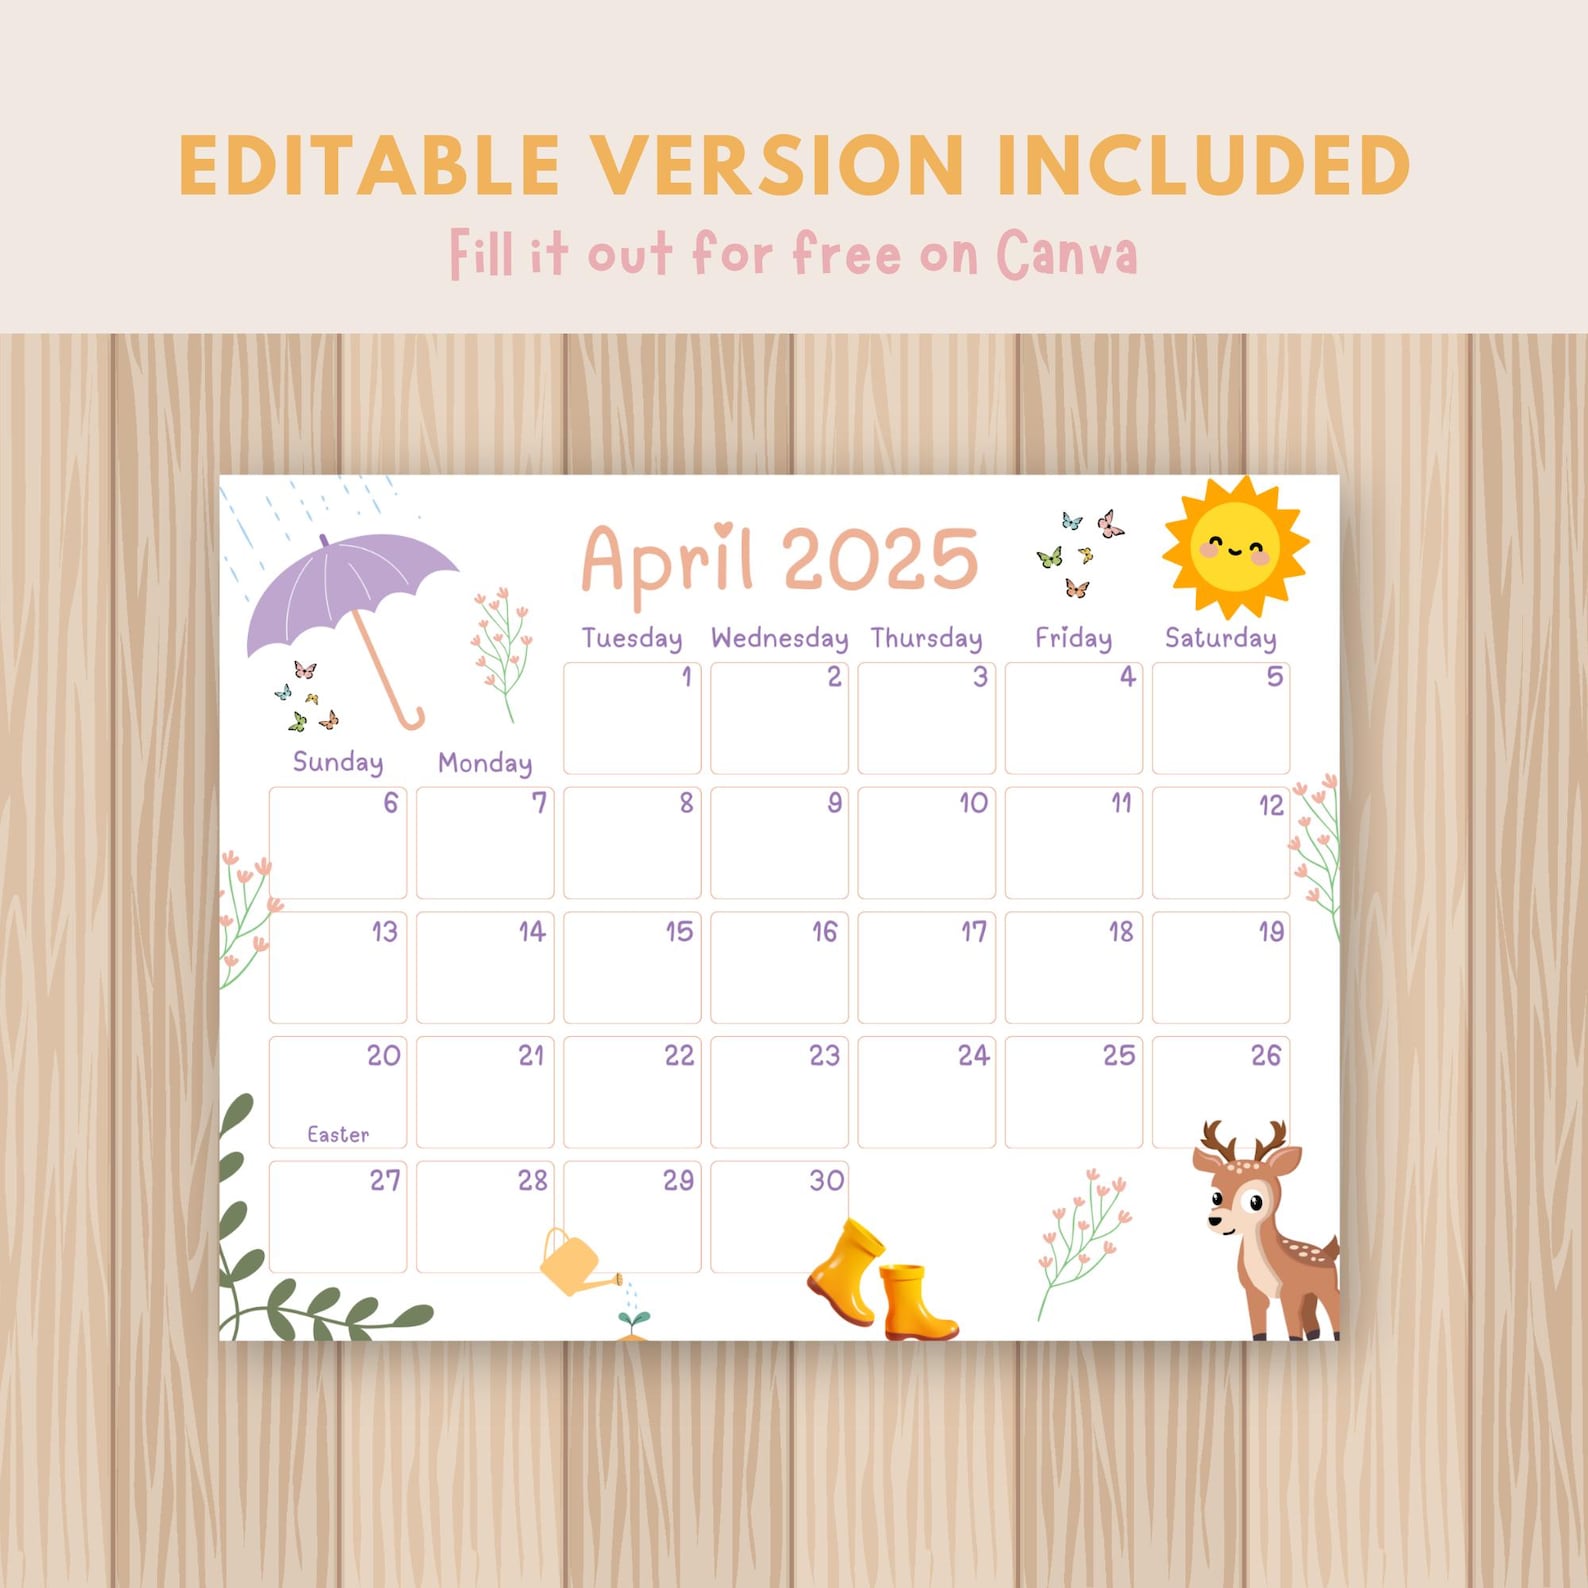 EDITABLE VERSION INCLUDED
Fill it out for free on Canva
April 2025
Tuesday Wednesday Thursday Friday Saturday
1 2 3 4 5
Sunday Monday
6 7 8 9 10 11 12
13 14 15 16 17 18 19
20 21 22 23 24 25 26
Easter
27 28 29 30